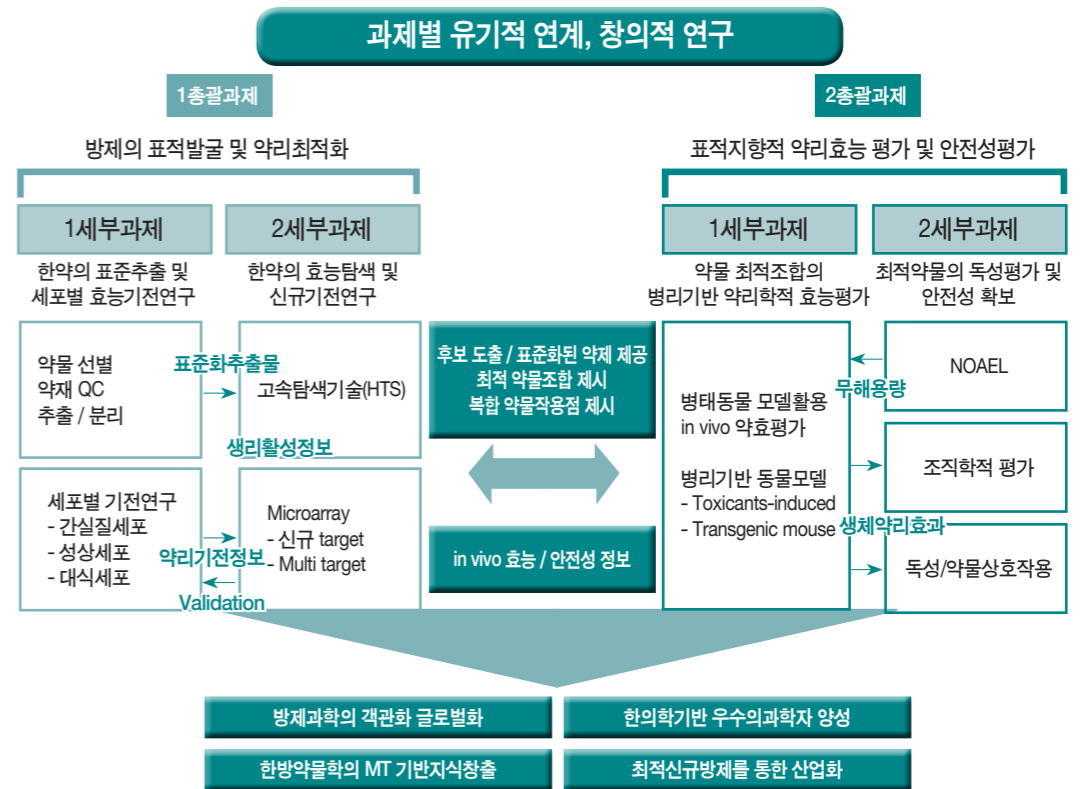 과제별 유기적 연계, 창의적 연구
1총괄과제
방제의 표적발굴 및 약리최적화
1세부과제
한약의 표준추출 및
세포별 효능기전연구
2세부과제
한약의 효능탐색 및
신규기전연구
약물 선별
약재 QC
추출 / 분리
표준화추출물
고속탐색기술(HTS)
생리활성정보
세포별 기전연구
- 간실질세포
- 성상세포
- 대식세포
약리기전정보
Validation
Microarray
- 신규 target
- Multi target
후보 도출 / 표준화된 약제 제공
최적 약물조합 제시
복합 약물작용점 제시
in vivo 효능 / 안전성 정보
2총괄과제
표적지향적 약리효능 평가 및 안전성평가
1세부과제
약물 최적조합의
병리기반 약리학적 효능평가
2세부과제
최적약물의 독성평가 및
안전성 확보
병태동물 모델활용
in vivo 약효평가
병리기반 동물모델
- Toxicants-induced
- Transgenic mouse
무해용량
생체약리효과
NOAEL
조직학적 평가
독성/약물상호작용
방제과학의 객관화 글로벌화
한의학기반 우수의과학자 양성
한방약물학의 MT 기반지식창출
최적신규방제를 통한 산업화